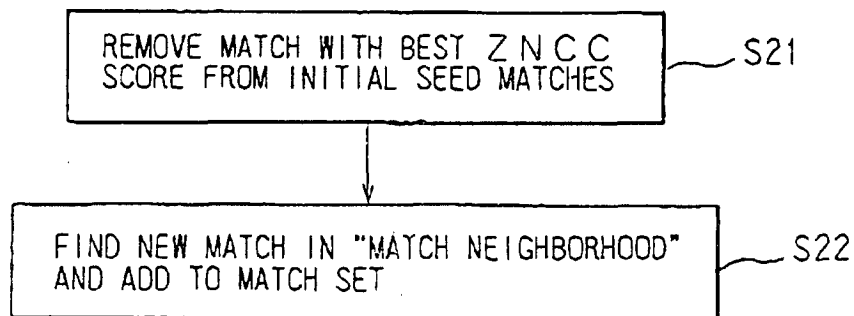 REMOVE MATCH WITH BEST ZNCC
SCORE FROM INITIAL SEED MATCHES
S21
FIND NEW MATCH IN "MATCH NEIGHBORHOOD"
AND ADD TO MATCH SET
S22